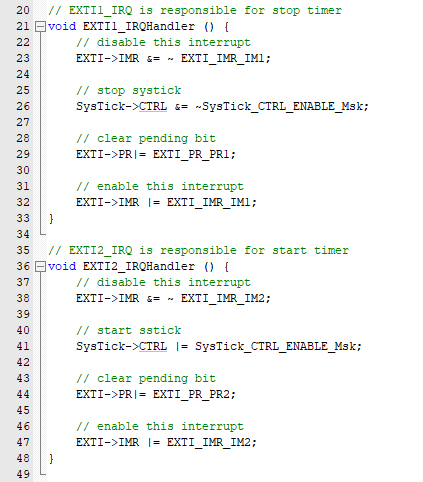 20 // EXTI1_IRQ is responsible for stop timer
21 void EXTI1_IRQHandler () {
22 // disable this interrupt
23 EXTI->IMR &= ~ EXTI_IMR_IM1;
24
25 // stop systick
26 SysTick->CTRL &= ~SysTick_CTRL_ENABLE_Msk;
27
28 // clear pending bit
29 EXTI->PR|= EXTI_PR_PR1;
30
31 // enable this interrupt
32 EXTI->IMR |= EXTI_IMR_IM1;
33 }
34
35 // EXTI2_IRQ is responsible for start timer
36 void EXTI2_IRQHandler () {
37 // disable this interrupt
38 EXTI->IMR &= ~ EXTI_IMR_IM2;
39
40 // start sstick
41 SysTick->CTRL |= SysTick_CTRL_ENABLE_Msk;
42
43 // clear pending bit
44 EXTI->PR|= EXTI_PR_PR2;
45
46 // enable this interrupt
47 EXTI->IMR |= EXTI_IMR_IM2;
48 }
49